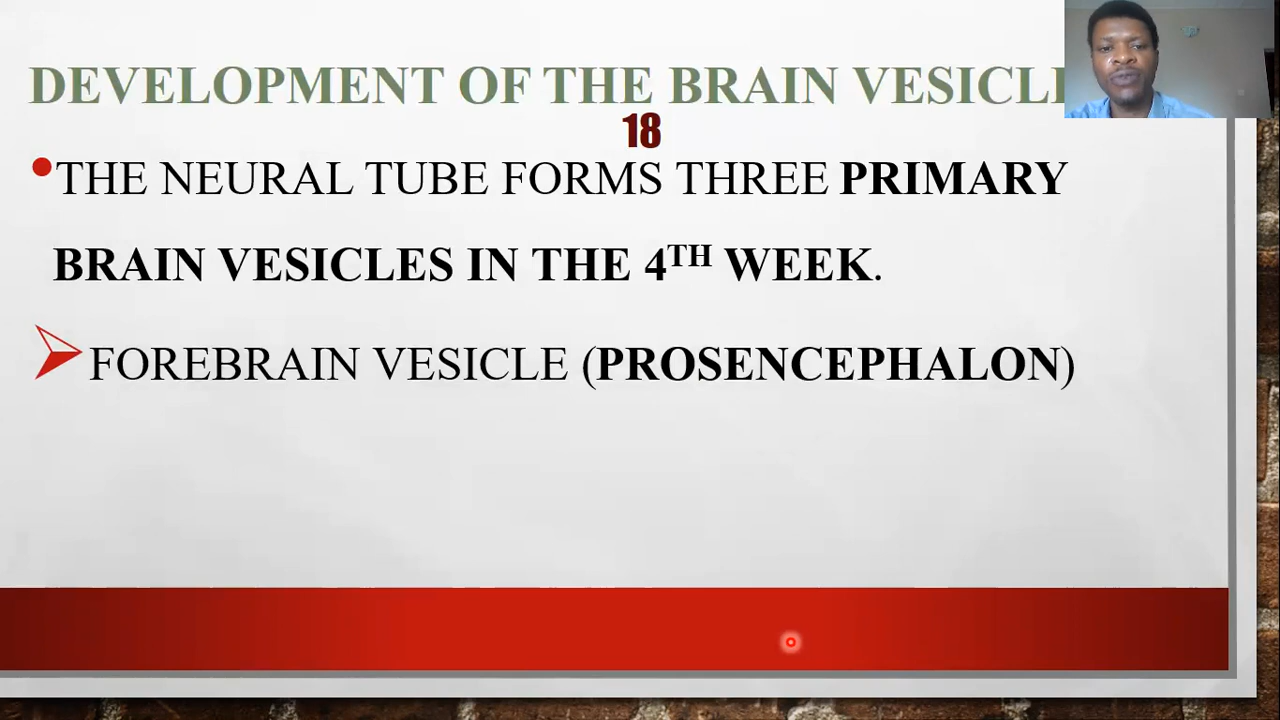 DEVELOPMENT OF THE BRAIN
18
•THE NEURAL TUBE FORMS THREE PRIMARY
BRAIN VESICLES IN THE 4TH WEEK.
FOREBRAIN VESICLE (PROSENCEPHALON)